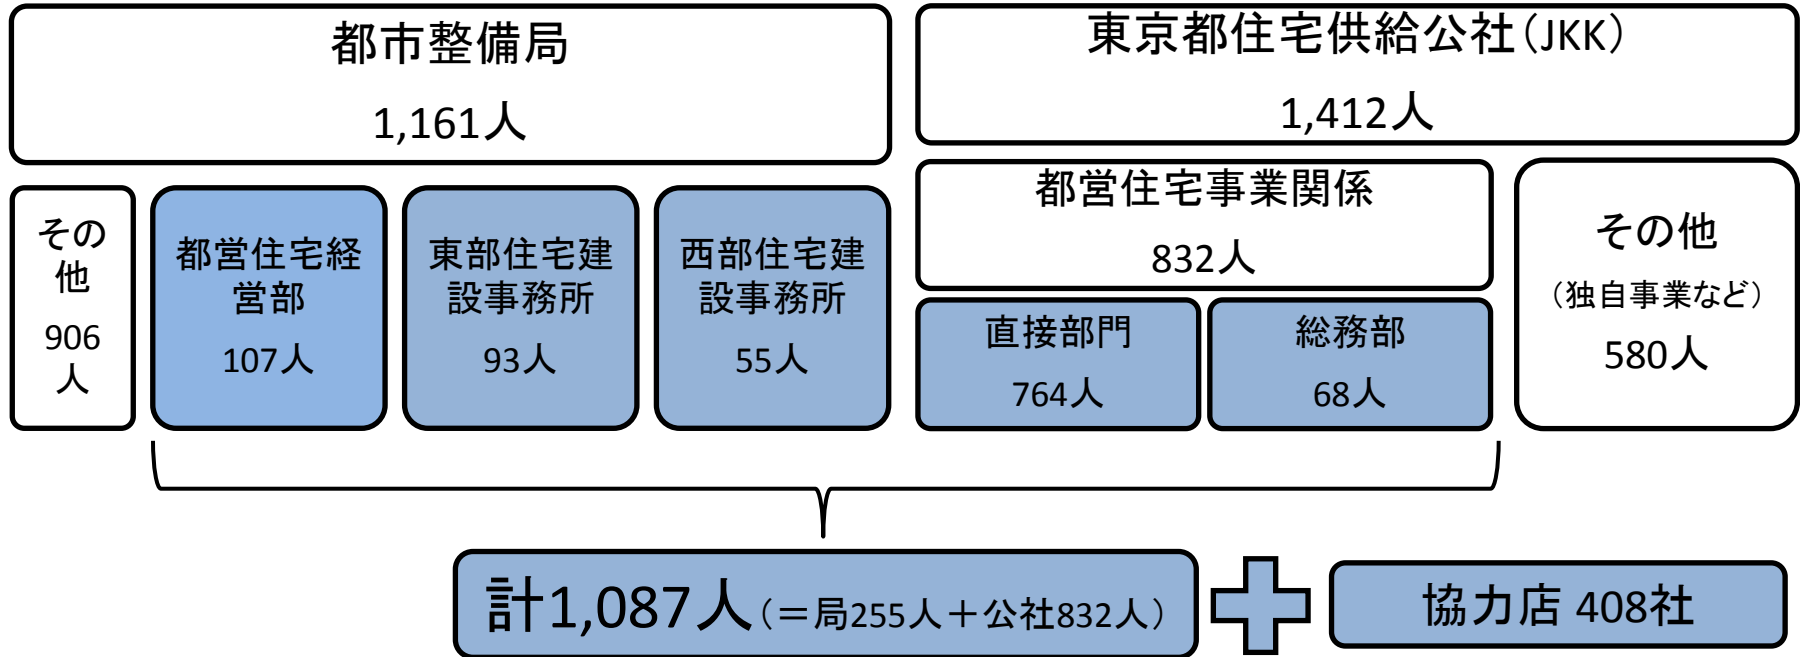 都市整備局
1,161人
東京都住宅供給公社（JKK）
1,412人
その
他
906
人
都営住宅経
営部
107人
東部住宅建
設事務所
93人
西部住宅建
設事務所
55人
都営住宅事業関係
832人
直接部門
764人
総務部
68人
その他
（独自事業など）
580人
計1,087人（＝局255人＋公社832人）
協力店 408社